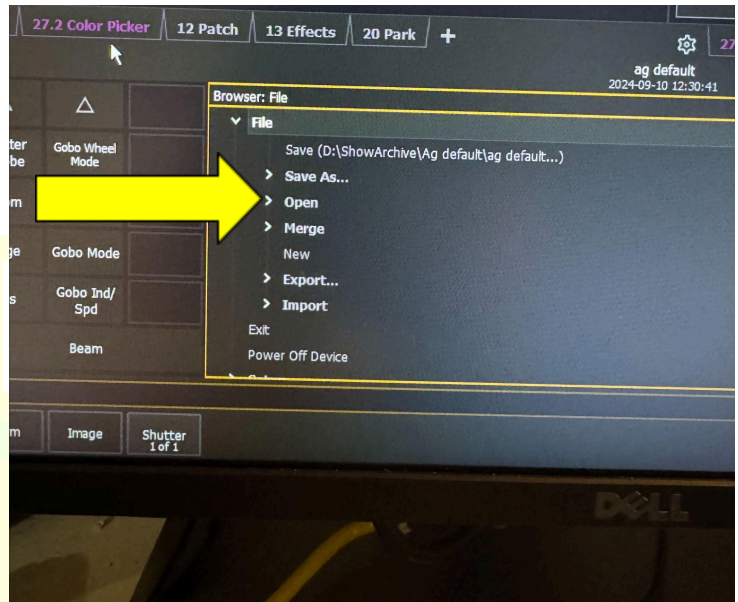 27.2 Color Picker
12 Patch
13 Effects
20 Park
+
27
ag default
2024-09-10 12:30:41
Browser: File
File
Save (D:\ShowArchive\Ag default\ag default...)
Save As...
Open
Merge
New
Export...
Import
Exit
Power Off Device
Gobo Wheel
Mode
Gobo Mode
Gobo Ind/
Spd
Beam
Image
Shutter
1 of 1
DELL